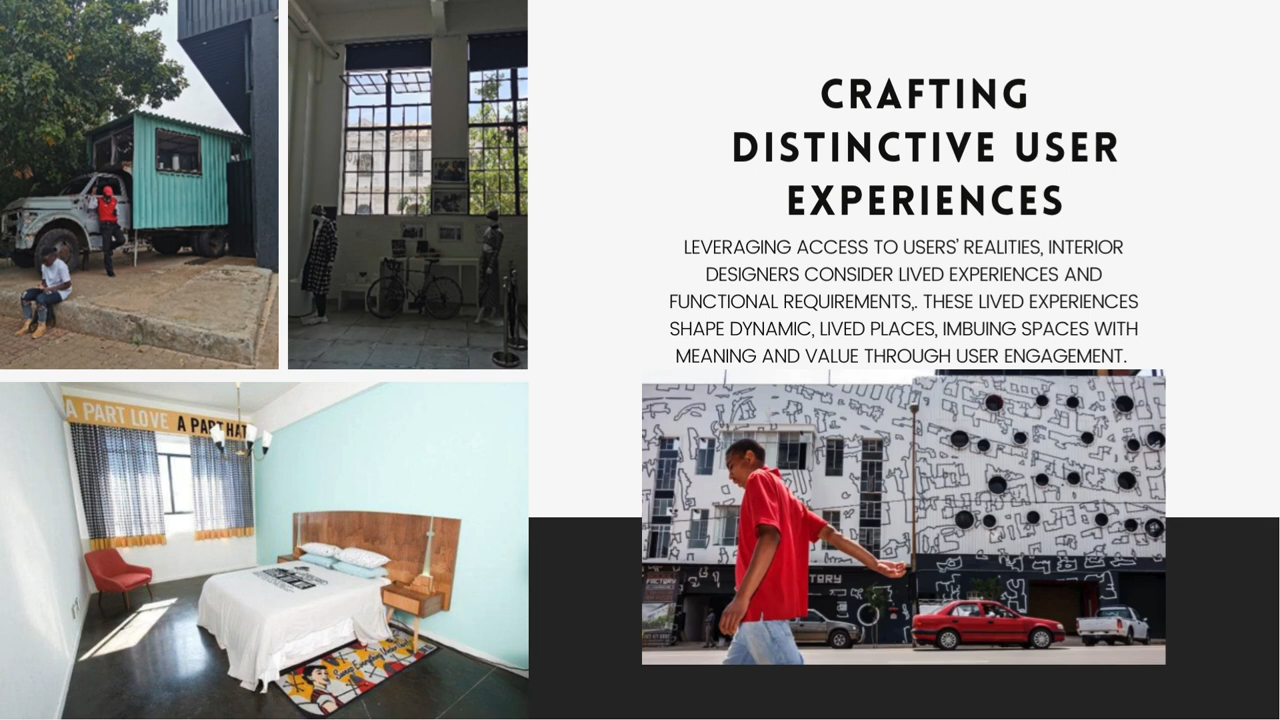 CRAFTING
DISTINCTIVE USER
EXPERIENCES
LEVERAGING ACCESS TO USERS' REALITIES, INTERIOR
DESIGNERS CONSIDER LIVED EXPERIENCES AND
FUNCTIONAL REQUIREMENTS,. THESE LIVED EXPERIENCES
SHAPE DYNAMIC, LIVED PLACES, IMBUING SPACES WITH
MEANING AND VALUE THROUGH USER ENGAGEMENT.
A PART LOVE A PART HAT
FACTORY